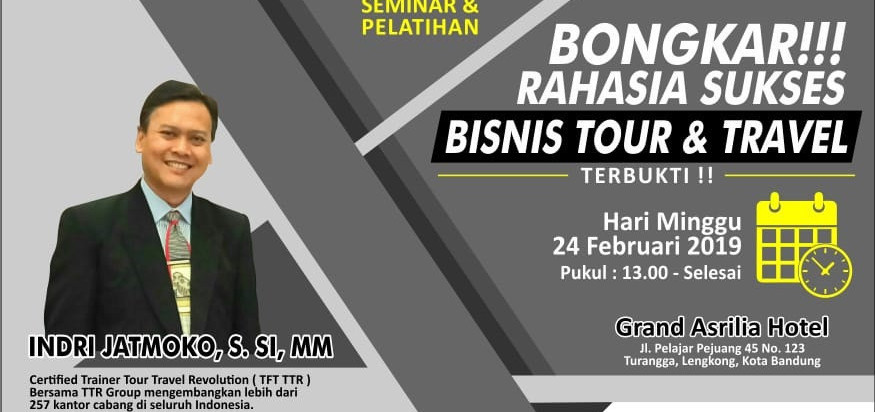 SEMINAR &
PELATIHAN
BONGKAR!!!
RAHASIA SUKSES
BISNIS TOUR & TRAVEL
TERBUKTI !!
Hari Minggu
24 Februari 2019
Pukul : 13.00 - Selesai
Grand Asrilia Hotel
Jl. Pelajar Pejuang 45 No. 123
Turangga, Lengkong, Kota Bandung
INDRI JATMOKO, S. SI, MM
Certified Trainer Tour Travel Revolution ( TFT TTR )
Bersama TTR Group mengembangkan lebih dari
257 kantor cabang di seluruh Indonesia.